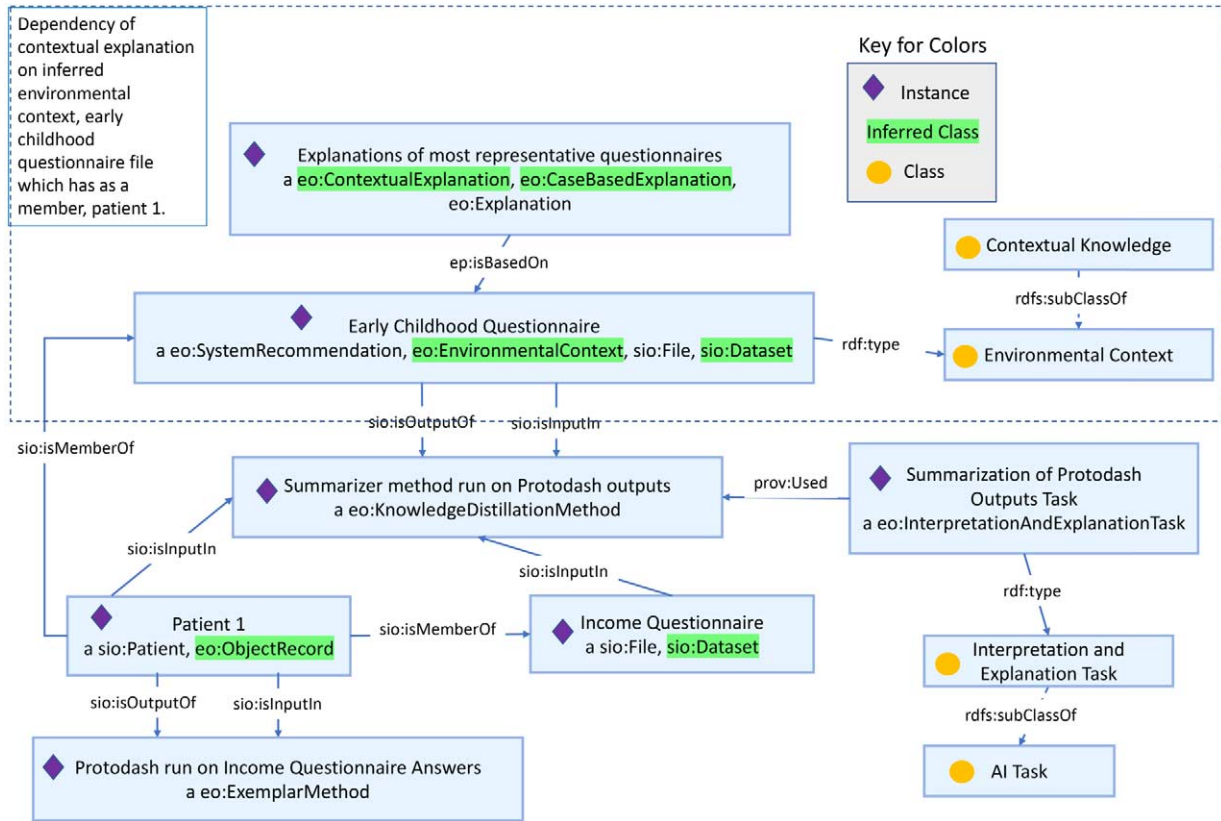 Dependency of
contextual explanation
on inferred
environmental
context, early
childhood
questionnaire file
which has as a
member, patient 1.
Key for Colors
Instance
Inferred Class
Class
Explanations of most representative questionnaires
a eo:ContextualExplanation, eo:CaseBasedExplanation,
eo:Explanation
ep:isBasedOn
Contextual Knowledge
rdfs:subClassOf
Early Childhood Questionnaire
a eo:SystemRecommendation, eo:EnvironmentalContext, sio:File, sio:Dataset
rdf:type
Environmental Context
sio:isOutputOf
sio:isInputIn
sio:isMemberOf
Summarizer method run on Protodash outputs
a eo:KnowledgeDistillationMethod
prov:Used
Summarization of Protodash
Outputs Task
a eo:InterpretationAndExplanationTask
sio:isInputIn
sio:isInputIn
rdf:type
Patient 1
a sio:Patient, eo:ObjectRecord
sio:isMemberOf
Income Questionnaire
a sio:File, sio:Dataset
Interpretation and
Explanation Task
sio:isOutputOf
sio:isInputIn
rdfs:subClassOf
Protodash run on Income Questionnaire Answers
a eo:ExemplarMethod
AI Task